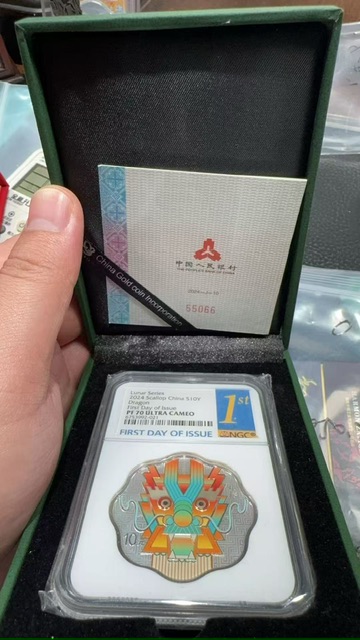 中国人民银行
THE PEOPLE'S BANK OF CHINA
55066
China Gold Coin Incorporation
Lunar Series
2024 Scallop China S10Y
Dragon
First Day of Issue
PF 70 ULTRA CAMEO
1st
FIRST DAY OF ISSUE
NGC
10